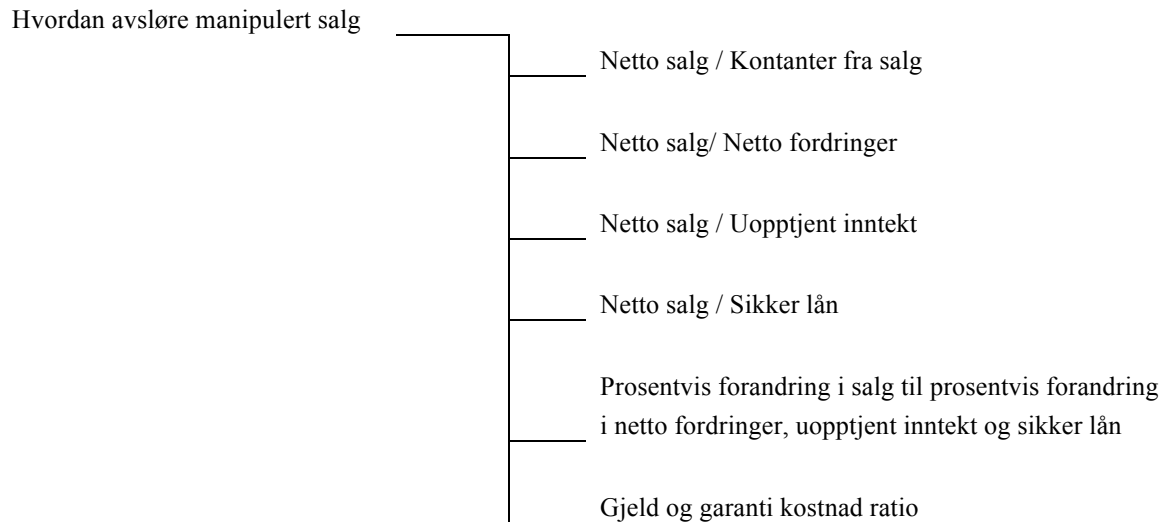 Hvordan avsløre manipulert salg
Netto salg / Kontanter fra salg
Netto salg/ Netto fordringer
Netto salg / Uopptjent inntekt
Netto salg / Sikker lån
Prosentvis forandring i salg til prosentvis forandring
i netto fordringer, uopptjent inntekt og sikker lån
Gjeld og garanti kostnad ratio